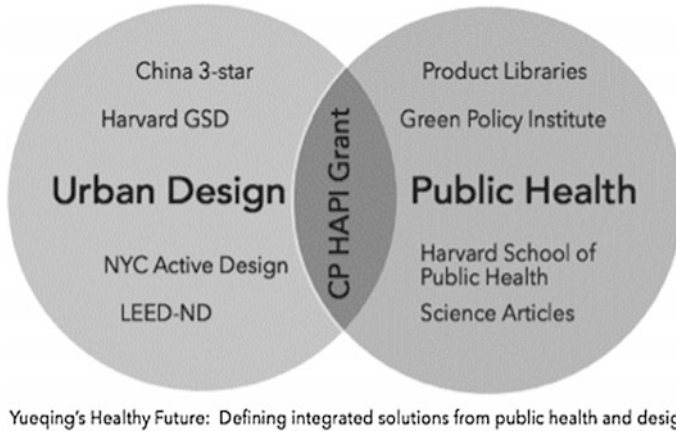 China 3-star
Harvard GSD
Urban Design
NYC Active Design
LEED-ND
CP HAPI Grant
Product Libraries
Green Policy Institute
Public Health
Harvard School of
Public Health
Science Articles
Yueqing's Healthy Future: Defining integrated solutions from public health and desig